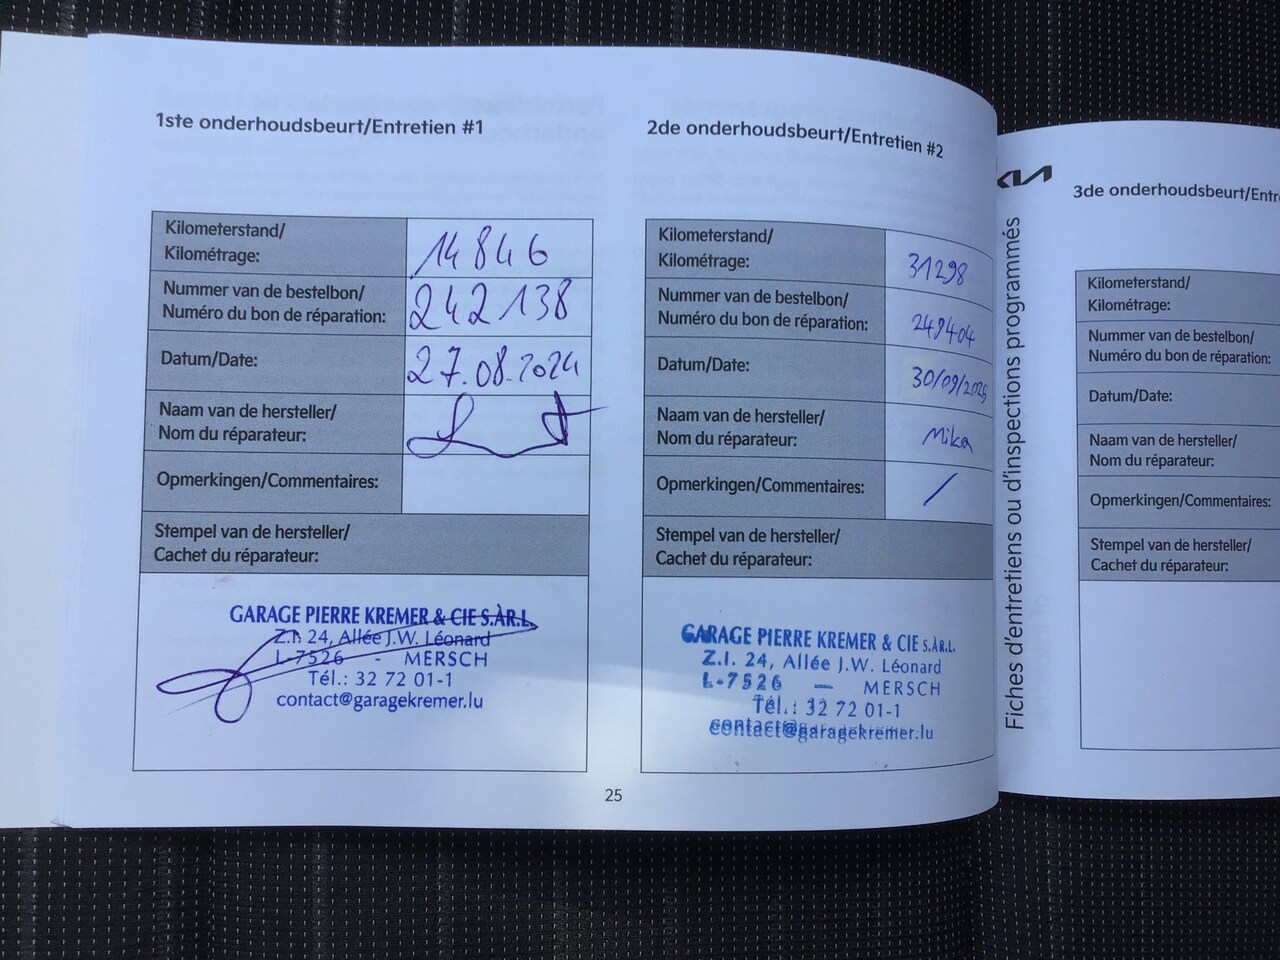 1ste onderhoudsbeurt/Entretien #1
Kilometerstand/
Kilométrage:
14846
Nummer van de bestelbon/
Numéro du bon de réparation:
242138
Datum/Date:
27.08.2024
Naam van de hersteller/
Nom du réparateur:
Opmerkingen/Commentaires:
Stempel van de hersteller/
Cachet du réparateur:
GARAGE PIERRE KREMER & CIE S.ÀR.L.
Z.I. 24, Allée J.W. Léonard
L-7526 - MERSCH
Tél.: 32 72 01-1
contact@garagekremer.lu
2de onderhoudsbeurt/Entretien #2
Kilometerstand/
Kilométrage:
31298
Nummer van de bestelbon/
Numéro du bon de réparation:
249404
Datum/Date:
30/09/2025
Naam van de hersteller/
Nom du réparateur:
Mika
Opmerkingen/Commentaires:
/
Stempel van de hersteller/
Cachet du réparateur:
GARAGE PIERRE KREMER & CIE S.ÀR.L.
Z.I. 24, Allée J.W. Léonard
L-7526 — MERSCH
Tél.: 32 72 01-1
contact@garagekremer.lu
25
KIA
Fiches d'entretiens ou d'inspections programmés
3de onderhoudsbeurt/Entr
Kilometerstand/
Kilométrage:
Nummer van de bestelbon/
Numéro du bon de réparation:
Datum/Date:
Naam van de hersteller/
Nom du réparateur:
Opmerkingen/Commentaires:
Stempel van de hersteller/
Cachet du réparateur: